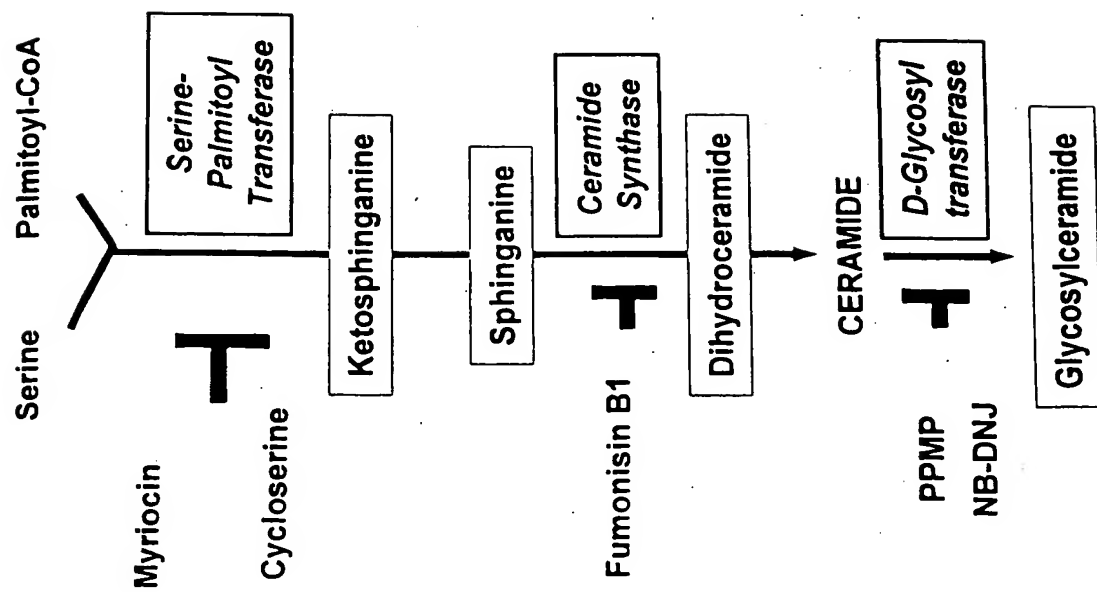 Serine
Palmitoyl-CoA
Myriocin
Cycloserine
Serine-
Palmitoyl
Transferase
Ketosphinganine
Sphinganine
Fumonisin B1
Ceramide
Synthase
Dihydroceramide
CERAMIDE
PPMP
NB-DNJ
D-Glycosyl
transferase
Glycosylceramide